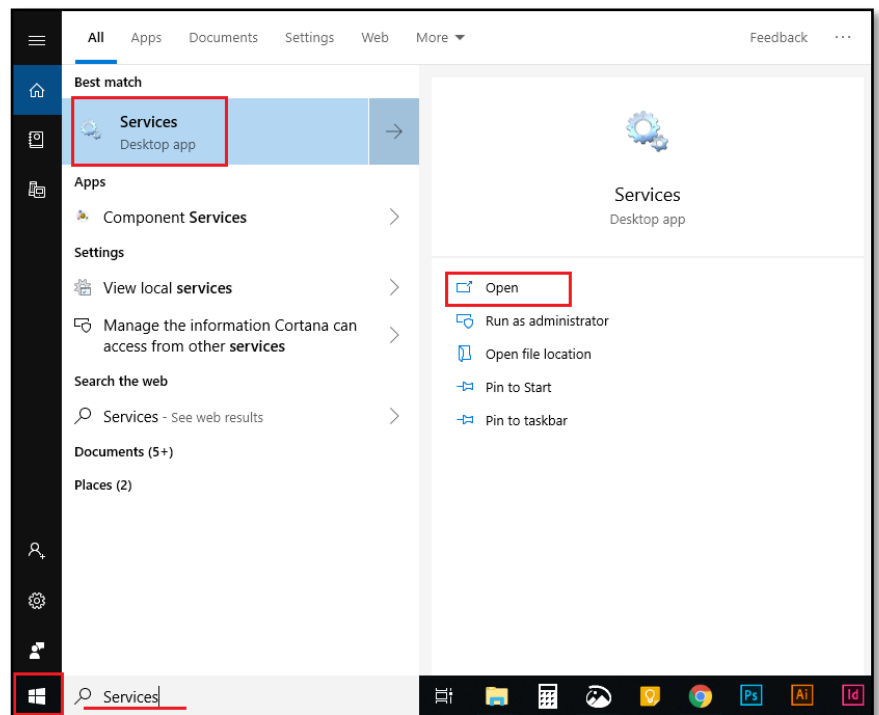 All Apps Documents Settings Web More Feedback ...
Best match
Services
Desktop app
Apps
Component Services
Settings
View local services
Manage the information Cortana can
access from other services
Search the web
Services - See web results
Documents (5+)
Places (2)
Services
Desktop app
Open
Run as administrator
Open file location
Pin to Start
Pin to taskbar
Services
Ps Ai Id